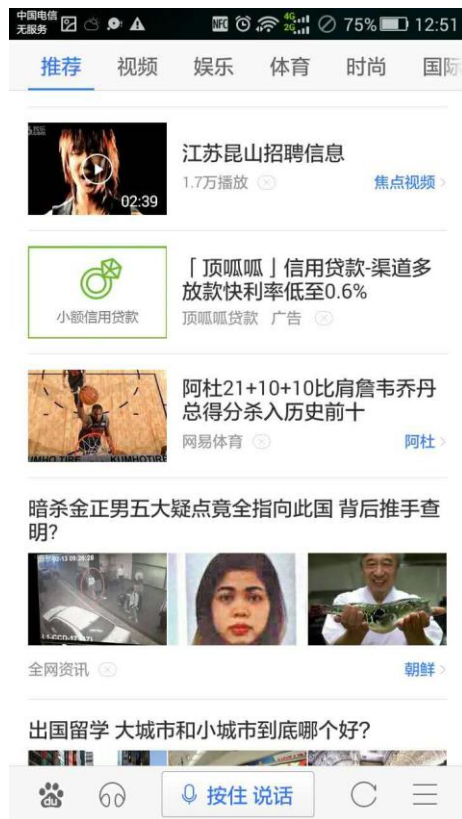 中国电信 4G
无服务 NFC 2G 75% 12:51
推荐 视频 娱乐 体育 时尚 国际
02:39
江苏昆山招聘信息
1.7万播放 焦点视频
小额信用贷款
「顶呱呱」信用贷款-渠道多
放款快利率低至0.6%
顶呱呱贷款 广告
KUMHOTIRE
阿杜21+10+10比肩詹韦乔丹
总得分杀入历史前十
网易体育 阿杜
暗杀金正男五大疑点竟全指向此国 背后推手查
明?
全网资讯 朝鲜
出国留学 大城市和小城市到底哪个好?
du 按住 说话